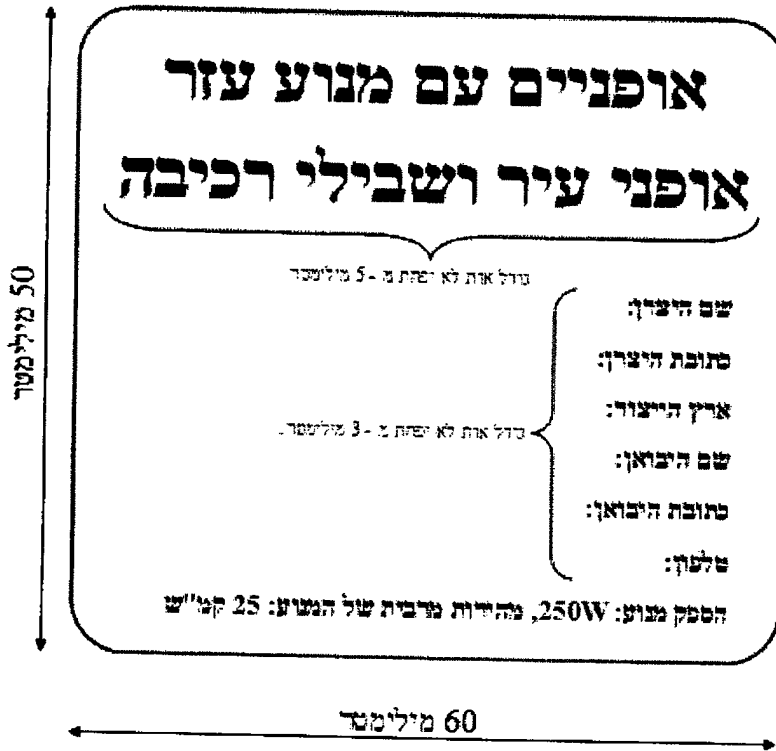 אופניים עם מנוע עזר
אופני עיר ושבילי רכיבה
גודל אות לא יפחת מ -5 מילימטר
שם היצרן:
כתובת היצרן:
ארץ הייצור:
גודל אות לא יפחת מ -3 מילימטר.
שם היבואן:
כתובת היבואן:
טלפון:
הספק מנוע: 250W, מהירות מרבית של המנוע: 25 קמ"ש
50 מילימטר
60 מילימטר